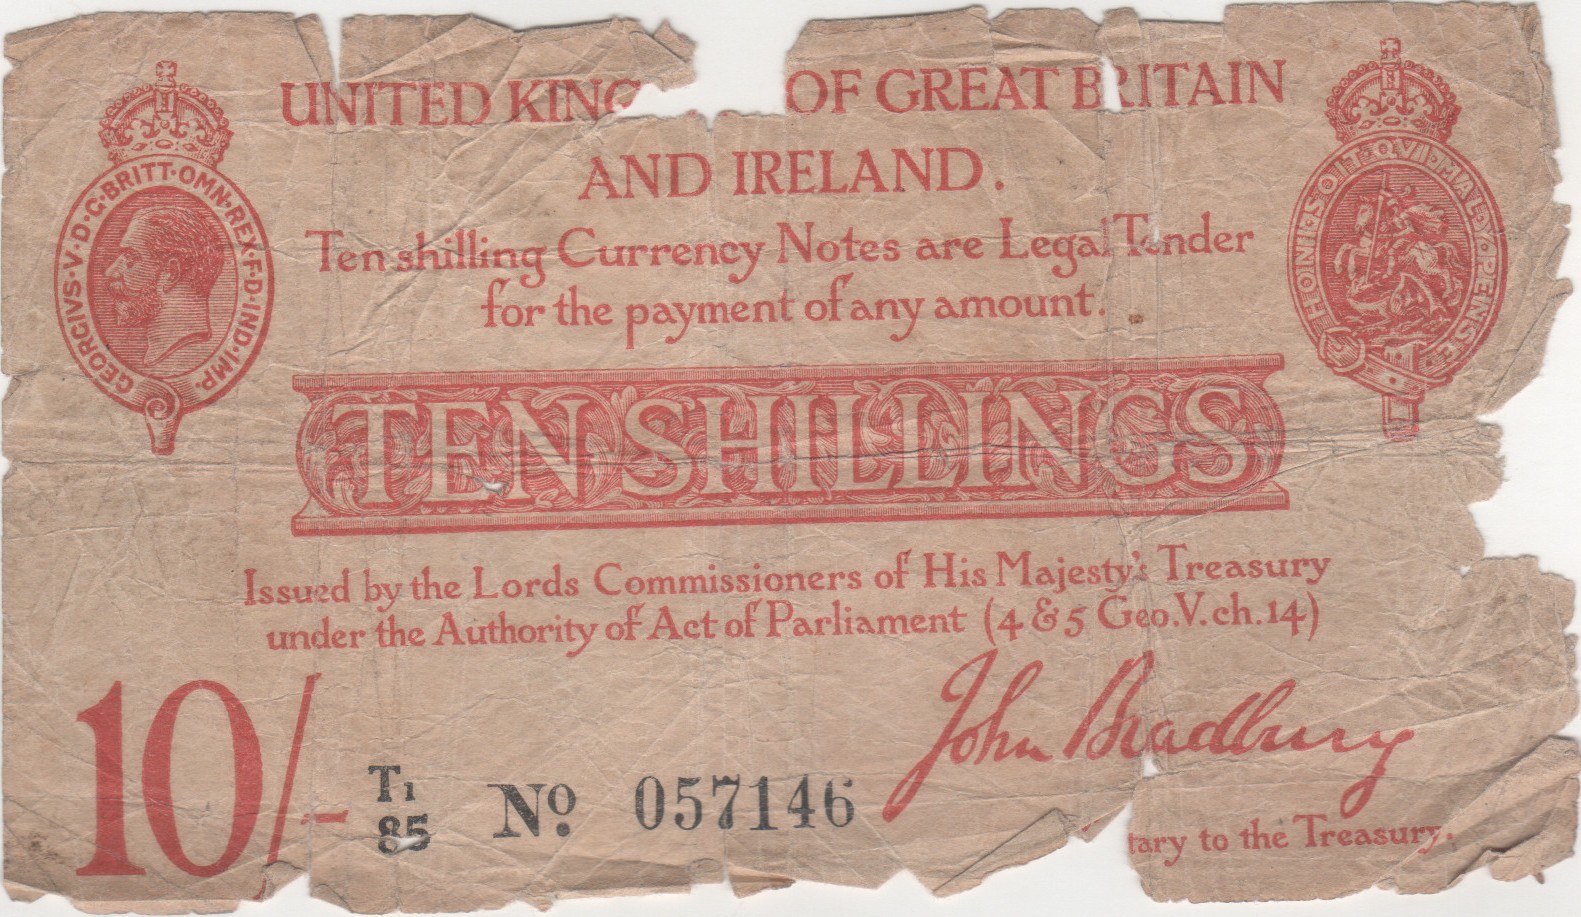 UNITED KING OF GREAT BRITAIN
AND IRELAND.
GEORGIVS·V·D·G·BRITT·OMN·REX·F·D·IND·IMP·
HONI·SOIT·QVI·MAL·Y·PENSE
Ten shilling Currency Notes are Legal Tender
for the payment of any amount.
TEN SHILLINGS
Issued by the Lords Commissioners of His Majesty's Treasury
under the Authority of Act of Parliament (4 & 5 Geo.V.ch.14)
John Bradbury
10/-
T1
85
No. 057146
tary to the Treasury.